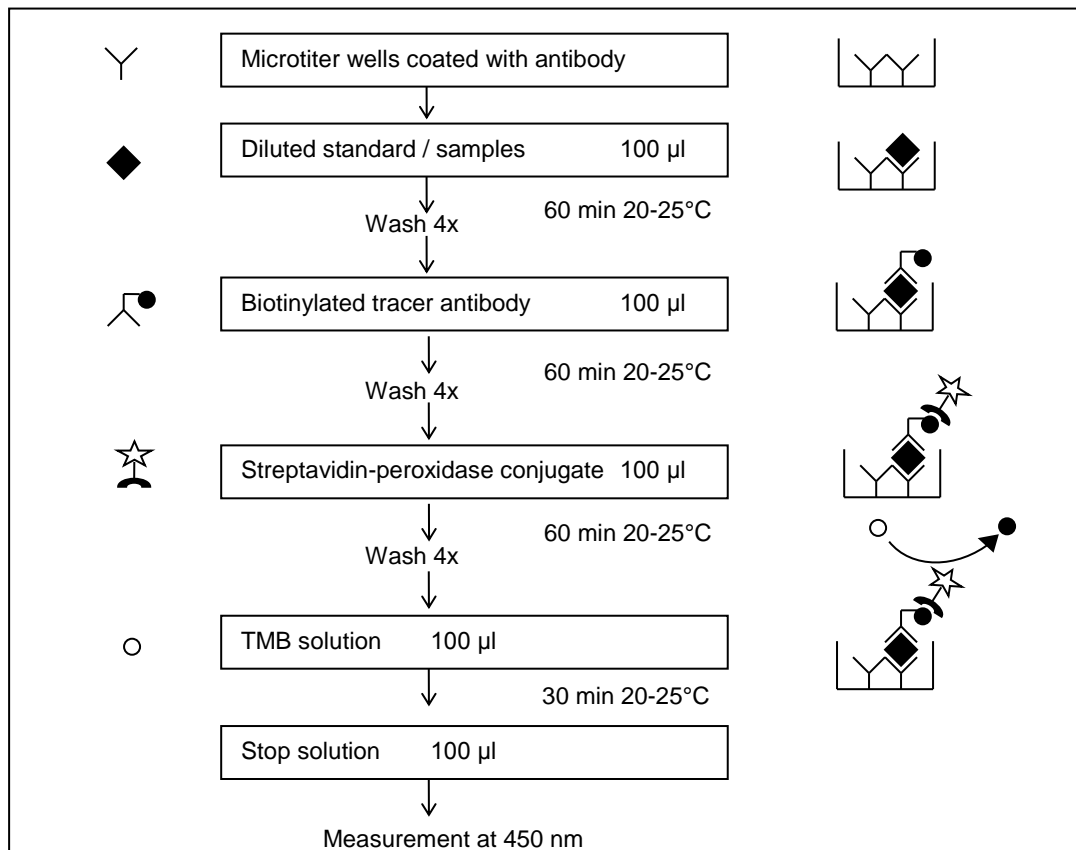 Microtiter wells coated with antibody
Diluted standard / samples 100 µl
60 min 20-25°C
Wash 4x
Biotinylated tracer antibody 100 µl
60 min 20-25°C
Wash 4x
Streptavidin-peroxidase conjugate 100 µl
60 min 20-25°C
Wash 4x
TMB solution 100 µl
30 min 20-25°C
Stop solution 100 µl
Measurement at 450 nm